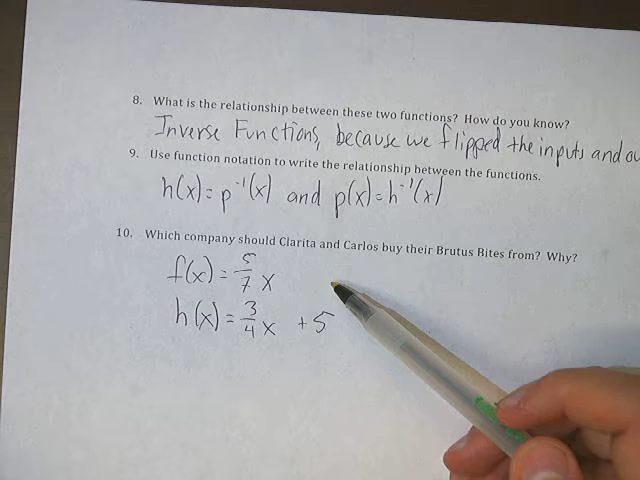 8. What is the relationship between these two functions? How do you know?
Inverse Functions, because we flipped the inputs and
9. Use function notation to write the relationship between the functions.
h(x)=p⁻¹(x) and p(x)=h⁻¹(x)
10. Which company should Clarita and Carlos buy their Brutus Bites from? Why?
f(x)=5/7 x
h(x)=3/4 x +5